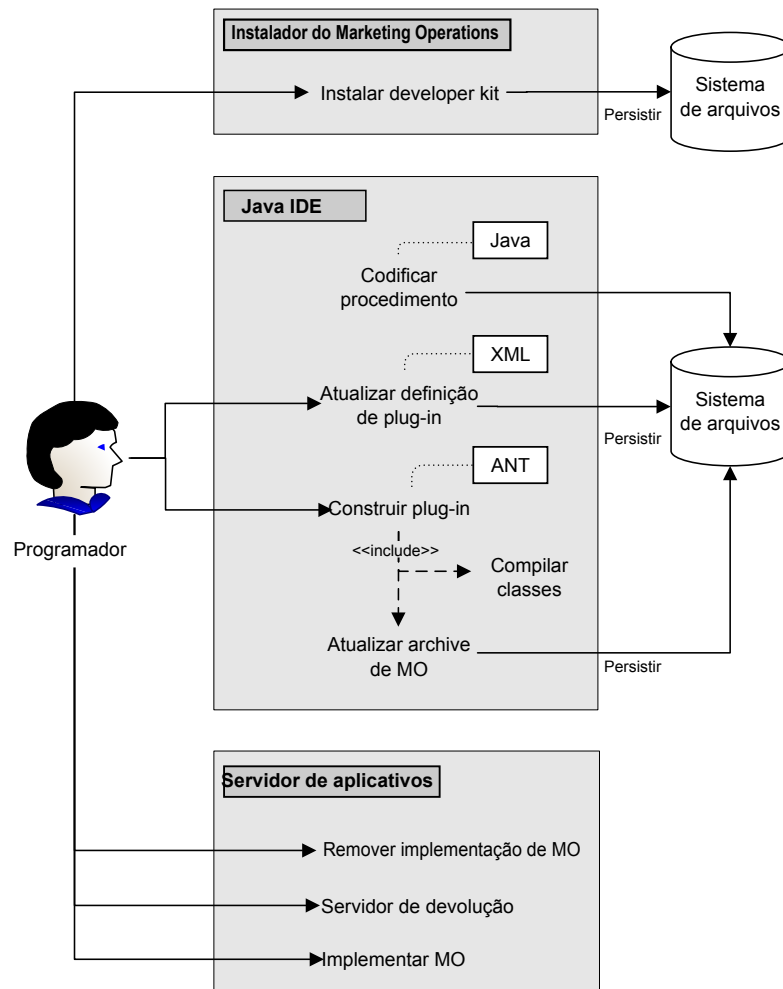 Instalador do Marketing Operations
Instalar developer kit
Persistir
Sistema
de arquivos
Java IDE
Java
Codificar
procedimento
XML
Atualizar definição
de plug-in
Persistir
Sistema
de arquivos
ANT
Construir plug-in
<<include>>
Compilar
classes
Atualizar archive
de MO
Persistir
Programador
Servidor de aplicativos
Remover implementação de MO
Servidor de devolução
Implementar MO